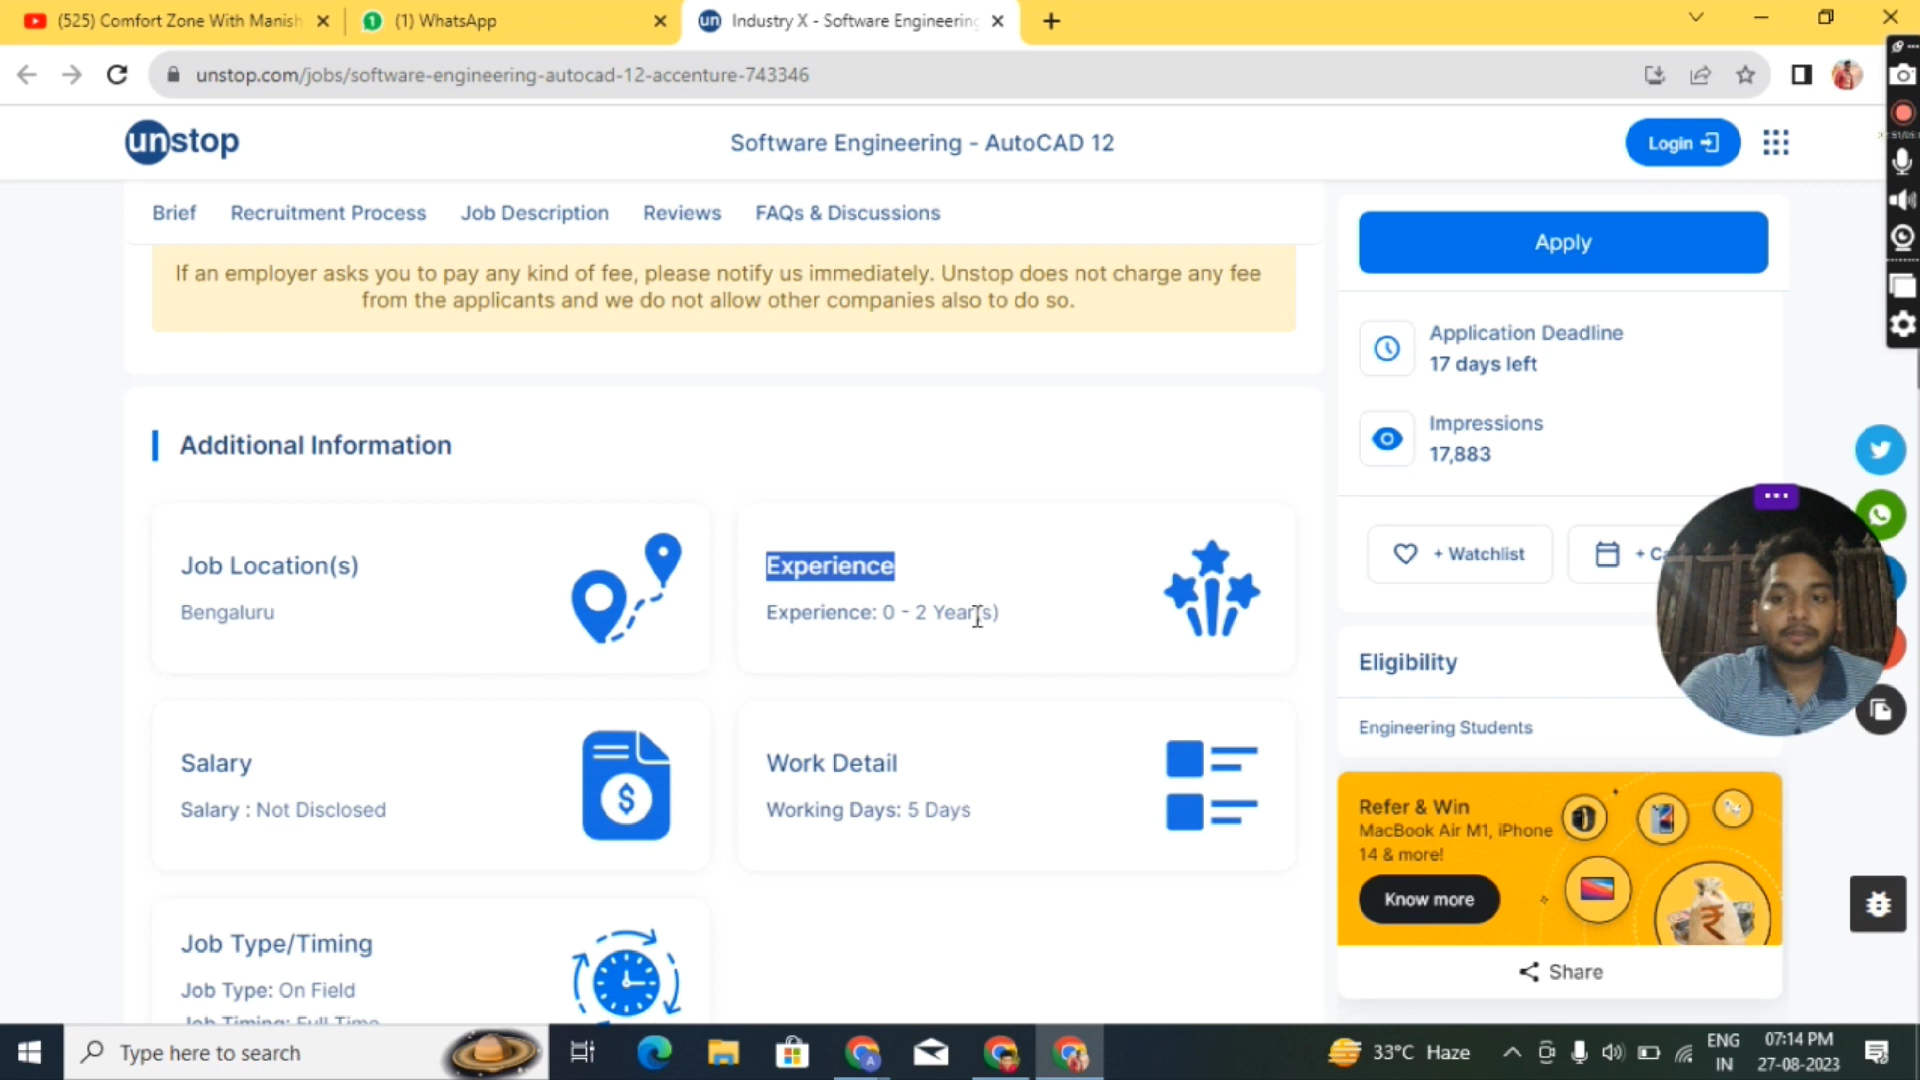 (525) Comfort Zone With Manish
(1) WhatsApp
Industry X - Software Engineering
unstop.com/jobs/software-engineering-autocad-12-accenture-743346
unstop
Software Engineering - AutoCAD 12
Login
Brief
Recruitment Process
Job Description
Reviews
FAQs & Discussions
Apply
If an employer asks you to pay any kind of fee, please notify us immediately. Unstop does not charge any fee
from the applicants and we do not allow other companies also to do so.
Application Deadline
17 days left
Impressions
17,883
Additional Information
+ Watchlist
Job Location(s)
Bengaluru
Experience
Experience: 0 - 2 Year(s)
Eligibility
Engineering Students
Salary
Salary : Not Disclosed
Work Detail
Working Days: 5 Days
Refer & Win
MacBook Air M1, iPhone
14 & more!
Know more
Share
Job Type/Timing
Job Type: On Field
Job Timing: Full Time
Type here to search
33°C Haze
ENG
IN
07:14 PM
27-08-2023